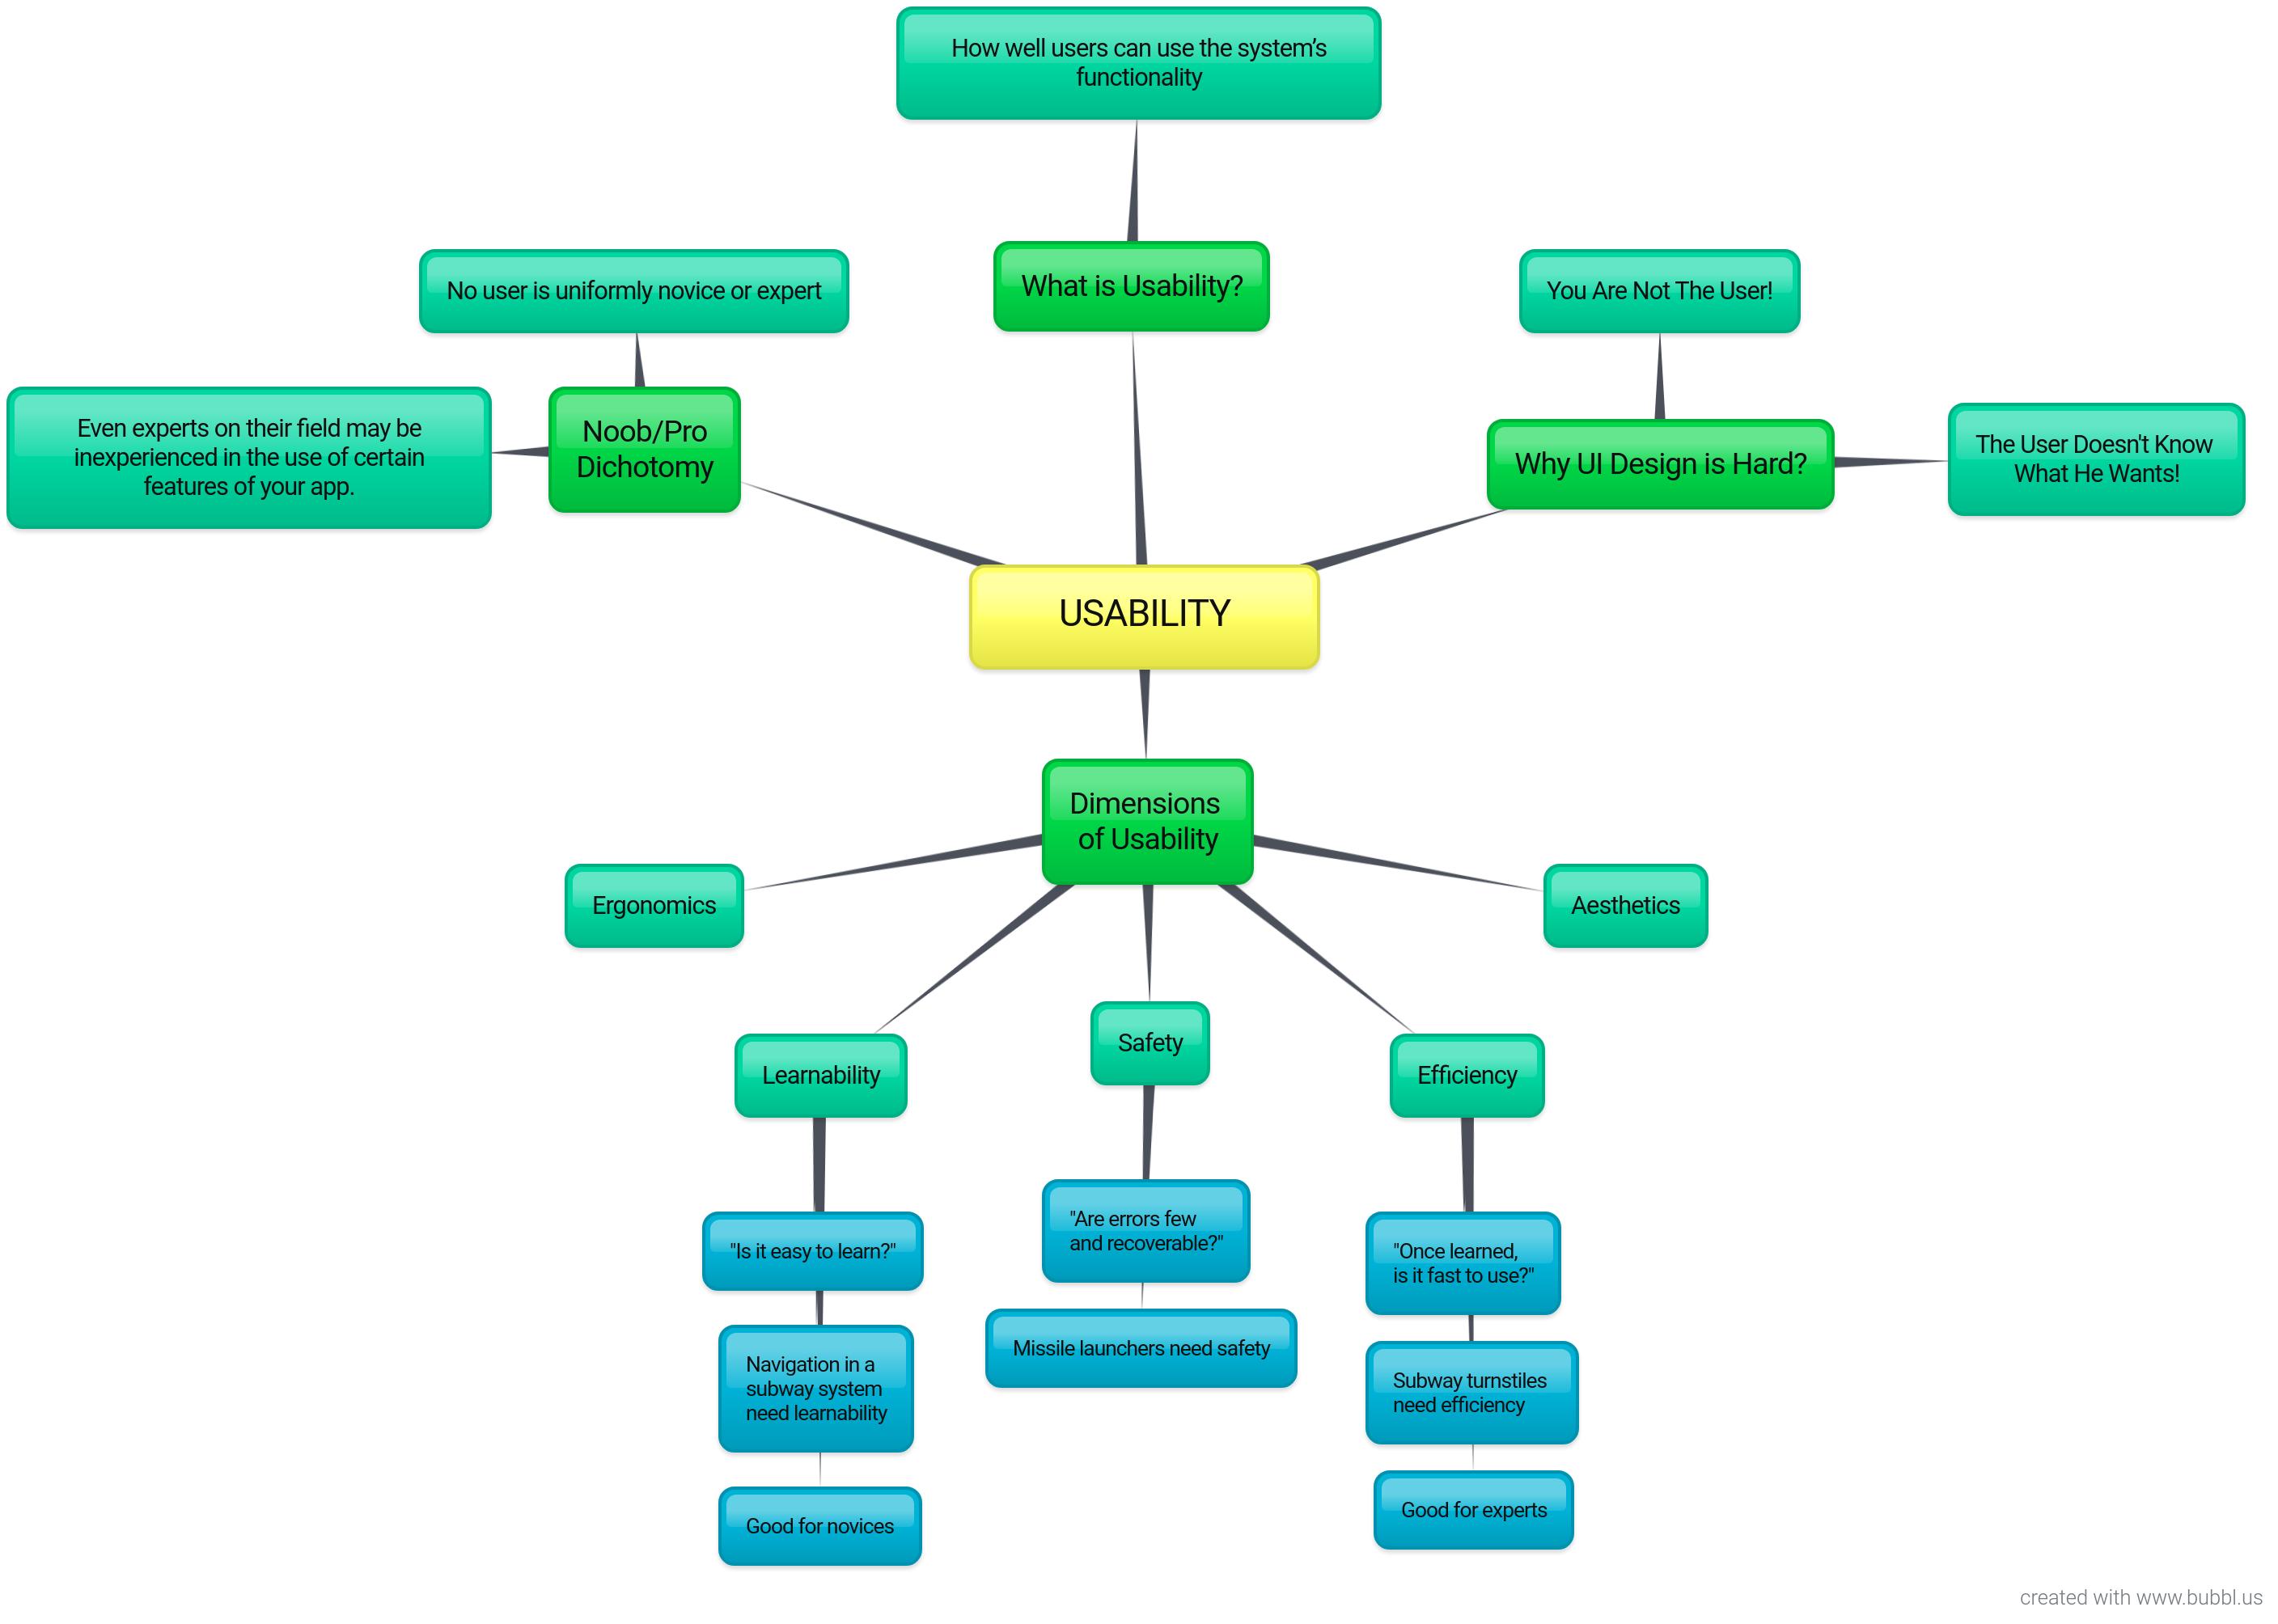 How well users can use the system’s
functionality
What is Usability?
No user is uniformly novice or expert
You Are Not The User!
Even experts on their field may be
inexperienced in the use of certain
features of your app.
Noob/Pro
Dichotomy
Why UI Design is Hard?
The User Doesn't Know
What He Wants!
USABILITY
Dimensions
of Usability
Ergonomics
Aesthetics
Learnability
Safety
Efficiency
"Is it easy to learn?"
"Are errors few
and recoverable?"
"Once learned,
is it fast to use?"
Navigation in a
subway system
need learnability
Missile launchers need safety
Subway turnstiles
need efficiency
Good for novices
Good for experts
created with www.bubbl.us